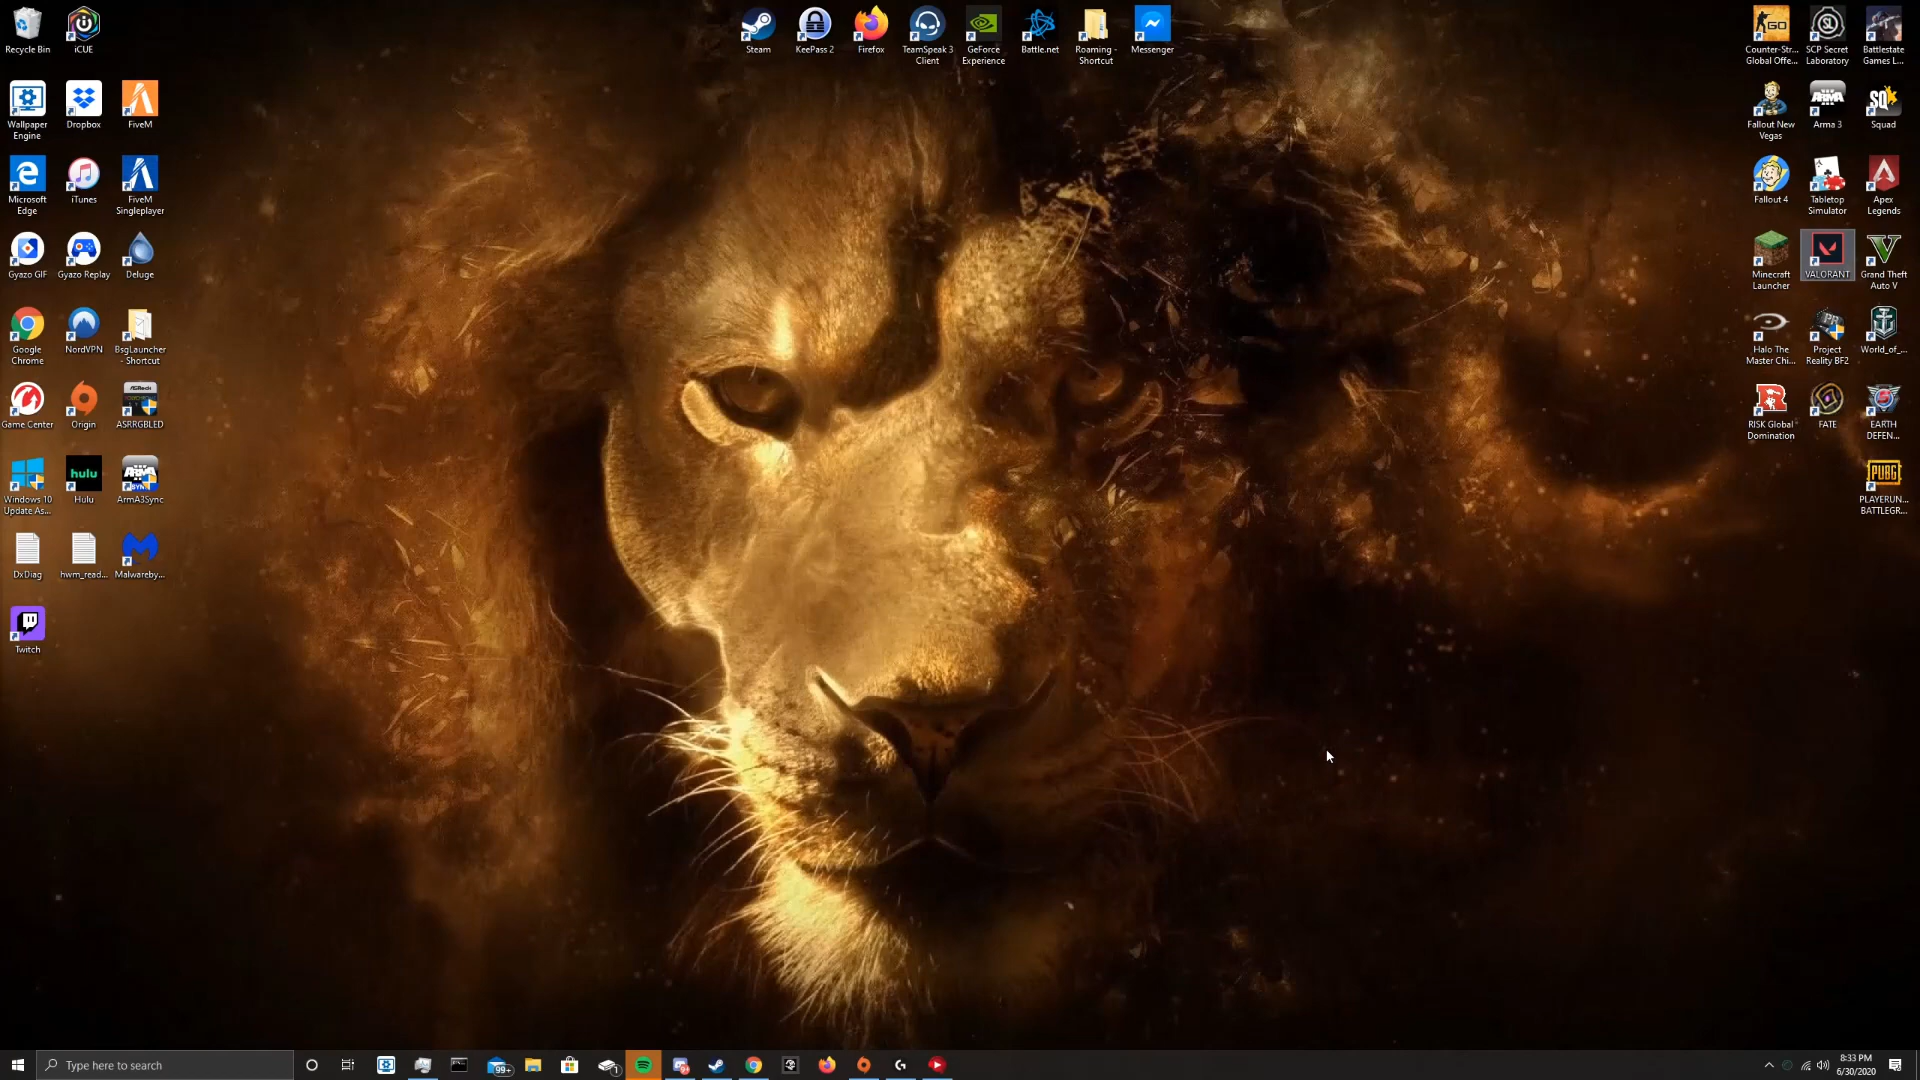 Recycle Bin
iCUE
Wallpaper
Engine
Dropbox
FiveM
Microsoft
Edge
iTunes
FiveM
Singleplayer
Gyazo GIF
Gyazo Replay
Deluge
Google
Chrome
NordVPN
BsgLauncher
- Shortcut
Game Center
Origin
ASRRGBLED
Windows 10
Update As...
hulu
Hulu
ArmA3Sync
DxDiag
hwm_read...
Malwareby...
Twitch
Steam
KeePass 2
Firefox
TeamSpeak 3
Client
GeForce
Experience
Battle.net
Roaming -
Shortcut
Messenger
Counter-Str...
Global Offe...
SCP Secret
Laboratory
Battlestate
Games L...
Fallout New
Vegas
Arma 3
Squad
Fallout 4
Tabletop
Simulator
Apex
Legends
Minecraft
Launcher
VALORANT
Grand Theft
Auto V
Halo The
Master Chi...
Project
Reality BF2
World_of_...
RISK Global
Domination
FATE
EARTH
DEFEN...
PUBG
PLAYERUN...
BATTLEGR...
Type here to search
99+
8:33 PM
6/30/2020